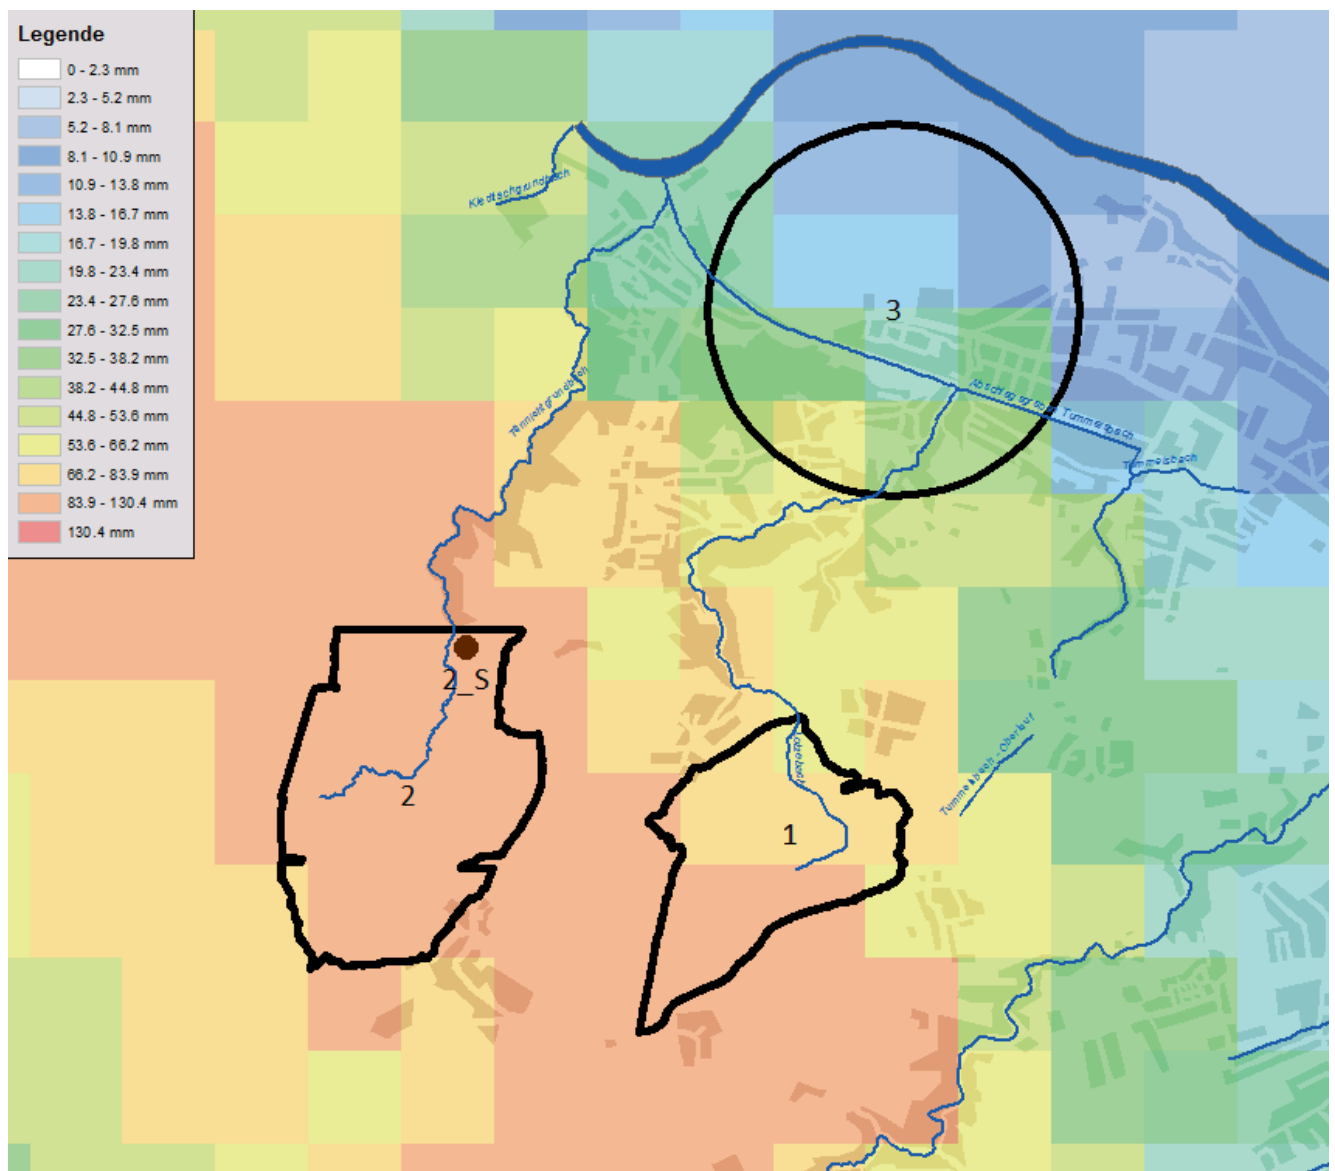 Legende
0 - 2.3 mm
2.3 - 5.2 mm
5.2 - 8.1 mm
8.1 - 10.9 mm
10.9 - 13.8 mm
13.8 - 16.7 mm
16.7 - 19.8 mm
19.8 - 23.4 mm
23.4 - 27.6 mm
27.6 - 32.5 mm
32.5 - 38.2 mm
38.2 - 44.8 mm
44.8 - 53.6 mm
53.6 - 66.2 mm
66.2 - 83.9 mm
83.9 - 130.4 mm
130.4 mm
3
Tummelsbach
2_S
Tummelsbach - Oberlauf
2
1